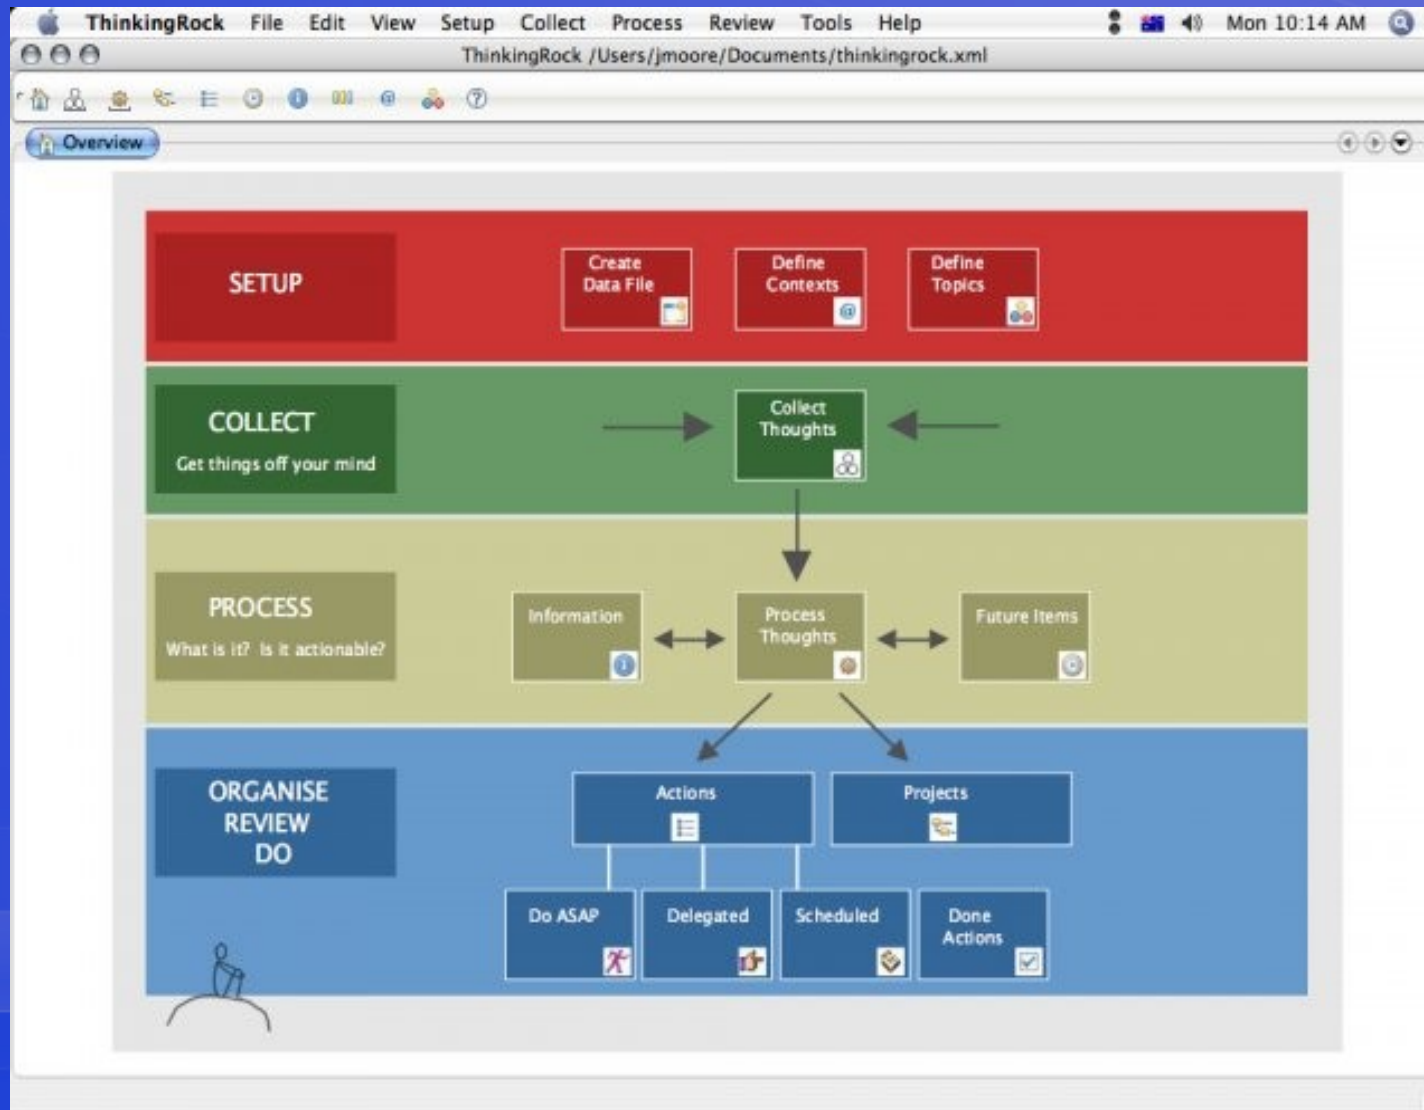 ThinkingRock File Edit View Setup Collect Process Review Tools Help Mon 10:14 AM
ThinkingRock /Users/jmoore/Documents/thinkingrock.xml
Overview
SETUP
Create
Data File
Define
Contexts
Define
Topics
COLLECT
Get things off your mind
Collect
Thoughts
PROCESS
What is it? Is it actionable?
Information
Process
Thoughts
Future Items
ORGANISE
REVIEW
DO
Actions
Projects
Do ASAP
Delegated
Scheduled
Done
Actions